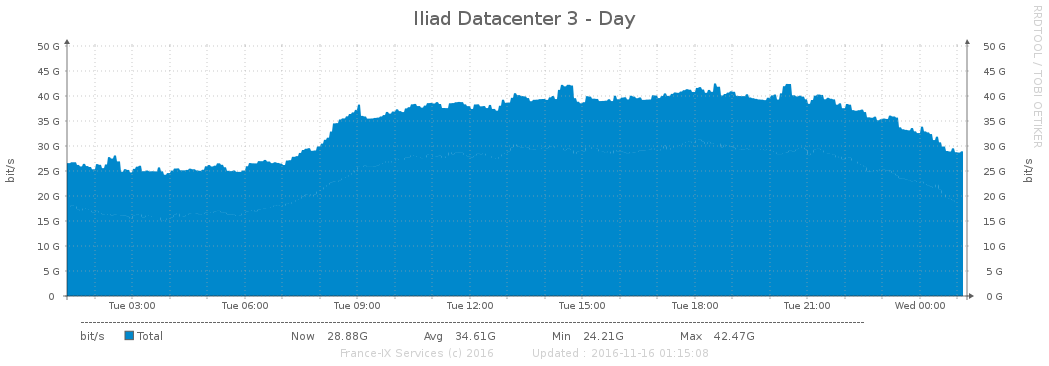 Iliad Datacenter 3 - Day
RRDTOOL / TOBI OETIKER
50 G 50 G
45 G 45 G
40 G 40 G
35 G 35 G
30 G 30 G
25 G 25 G
20 G 20 G
15 G 15 G
10 G 10 G
5 G 5 G
0 0 G
bit/s bit/s
Tue 03:00 Tue 06:00 Tue 09:00 Tue 12:00 Tue 15:00 Tue 18:00 Tue 21:00 Wed 00:00
bit/s Total Now 28.88G Avg 34.61G Min 24.21G Max 42.47G
France-IX Services (c) 2016 Updated : 2016-11-16 01:15:08